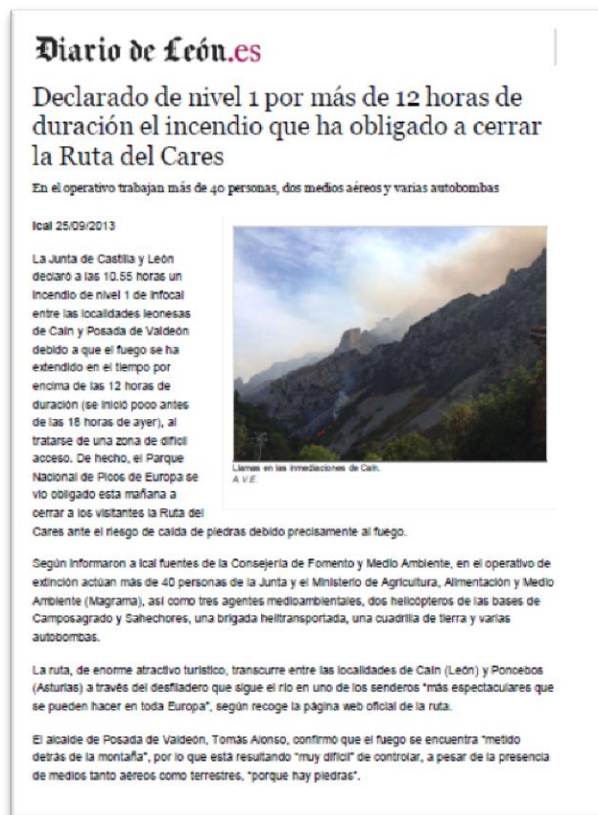 Diario de León.es
Declarado de nivel 1 por más de 12 horas de
duración el incendio que ha obligado a cerrar
la Ruta del Cares
En el operativo trabajan más de 40 personas, dos medios aéreos y varias autobombas
Ical 25/09/2013
La Junta de Castilla y León
declaró a las 10.55 horas un
incendio de nivel 1 de Infocal
entre las localidades leonesas
de Caín y Posada de Valdeón
debido a que el fuego se ha
extendido en el tiempo por
encima de las 12 horas de
duración (se inició poco antes
de las 18 horas de ayer), al
tratarse de una zona de difícil
acceso. De hecho, el Parque
Nacional de Picos de Europa se
vio obligado esta mañana a
cerrar a los visitantes la Ruta del
Cares ante el riesgo de caída de piedras debido precisamente al fuego.
Llamas en las inmediaciones de Caín.
A.V.E.
Según informaron a Ical fuentes de la Consejería de Fomento y Medio Ambiente, en el operativo de
extinción actúan más de 40 personas de la Junta y el Ministerio de Agricultura, Alimentación y Medio
Ambiente (Magrama), así como tres agentes medioambientales, dos helicópteros de las bases de
Camposagrado y Sahechores, una brigada helitransportada, una cuadrilla de tierra y varias
autobombas.
La ruta, de enorme atractivo turístico, transcurre entre las localidades de Caín (León) y Poncebos
(Asturias) a través del desfiladero que sigue el río en uno de los senderos "más espectaculares que
se pueden hacer en toda Europa", según recoge la página web oficial de la ruta.
El alcalde de Posada de Valdeón, Tomás Alonso, confirmó que el fuego se encuentra "metido
detrás de la montaña", por lo que está resultando "muy difícil" de controlar, a pesar de la presencia
de medios tanto aéreos como terrestres, "porque hay piedras".